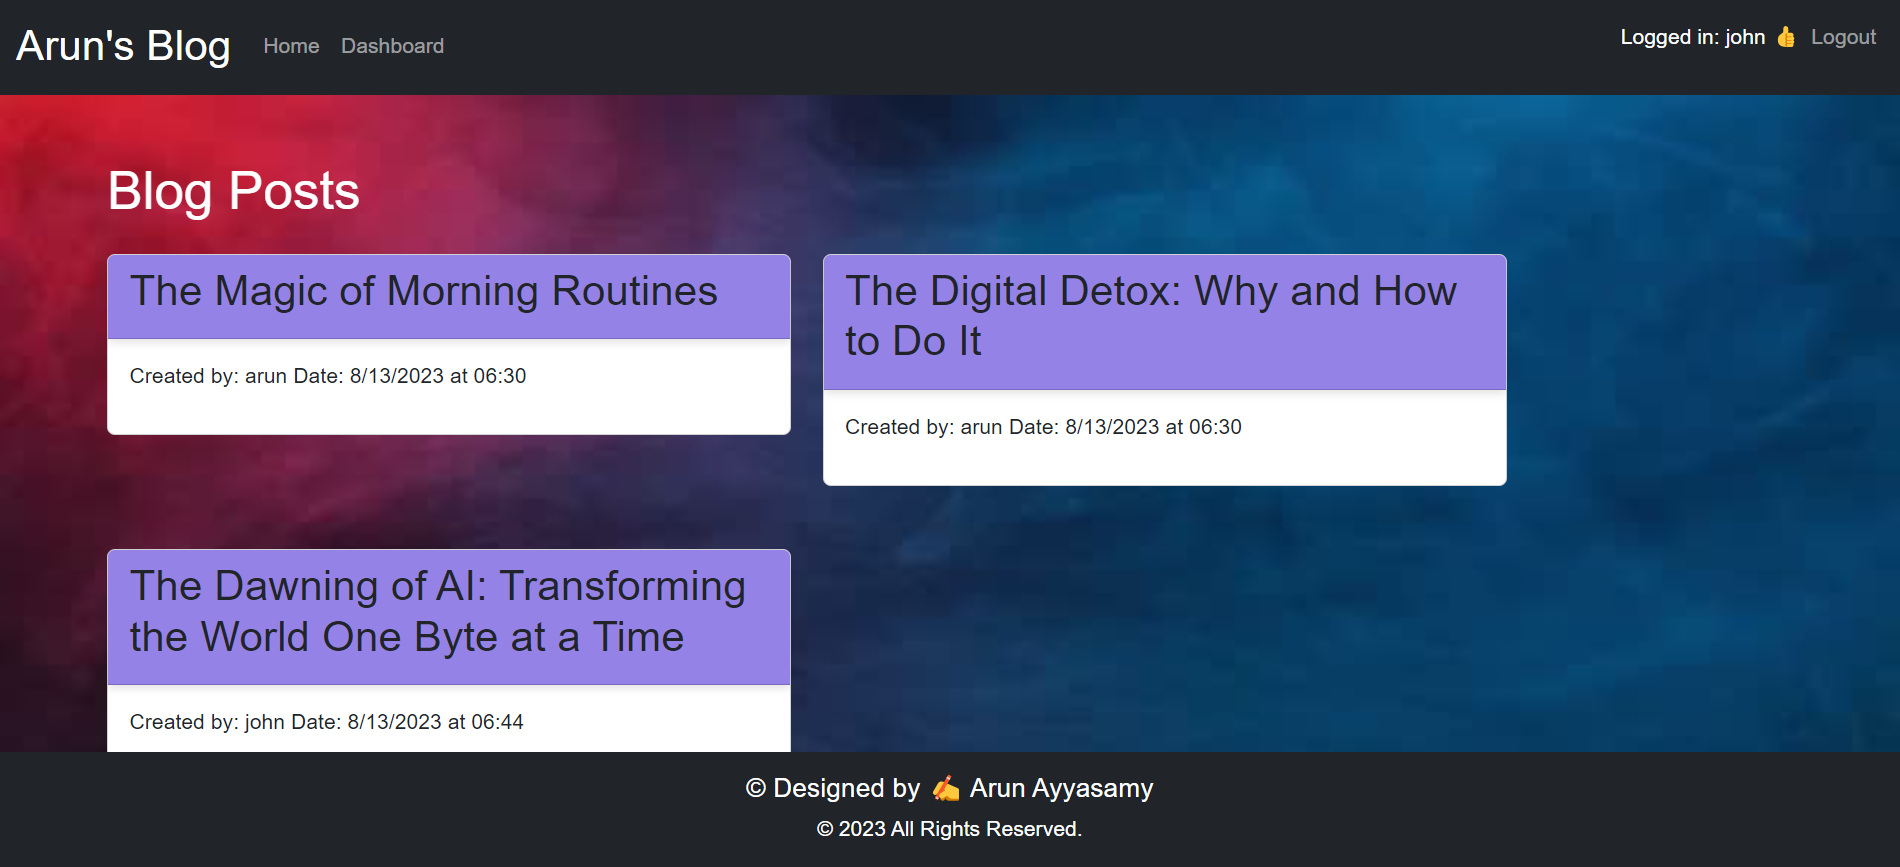 Arun's Blog
Home
Dashboard
Logged in: john 👍
Logout
Blog Posts
The Magic of Morning Routines
Created by: arun Date: 8/13/2023 at 06:30
The Digital Detox: Why and How
to Do It
Created by: arun Date: 8/13/2023 at 06:30
The Dawning of AI: Transforming
the World One Byte at a Time
Created by: john Date: 8/13/2023 at 06:44
© Designed by ✍ Arun Ayyasamy
© 2023 All Rights Reserved.